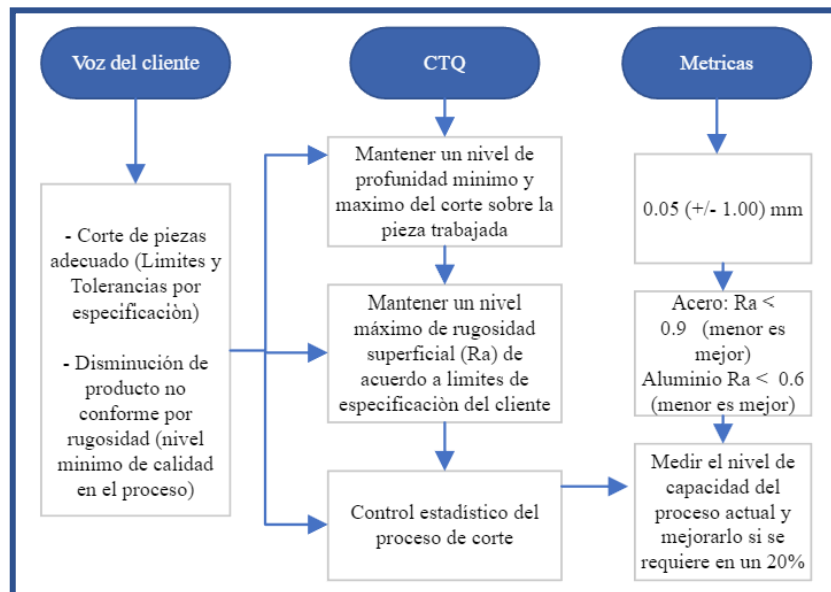 Voz del cliente
CTQ
Metricas
- Corte de piezas
adecuado (Limites y
Tolerancias por
especificaciòn)
- Disminución de
producto no
conforme por
rugosidad (nivel
minimo de calidad
en el proceso)
Mantener un nivel de
profunidad minimo y
maximo del corte sobre la
pieza trabajada
Mantener un nivel
máximo de rugosidad
superficial (Ra) de
acuerdo a limites de
especificaciòn del cliente
Control estadístico del
proceso de corte
0.05 (+/- 1.00) mm
Acero: Ra <
0.9 (menor es
mejor)
Aluminio Ra < 0.6
(menor es mejor)
Medir el nivel de
capacidad del
proceso actual y
mejorarlo si se
requiere en un 20%